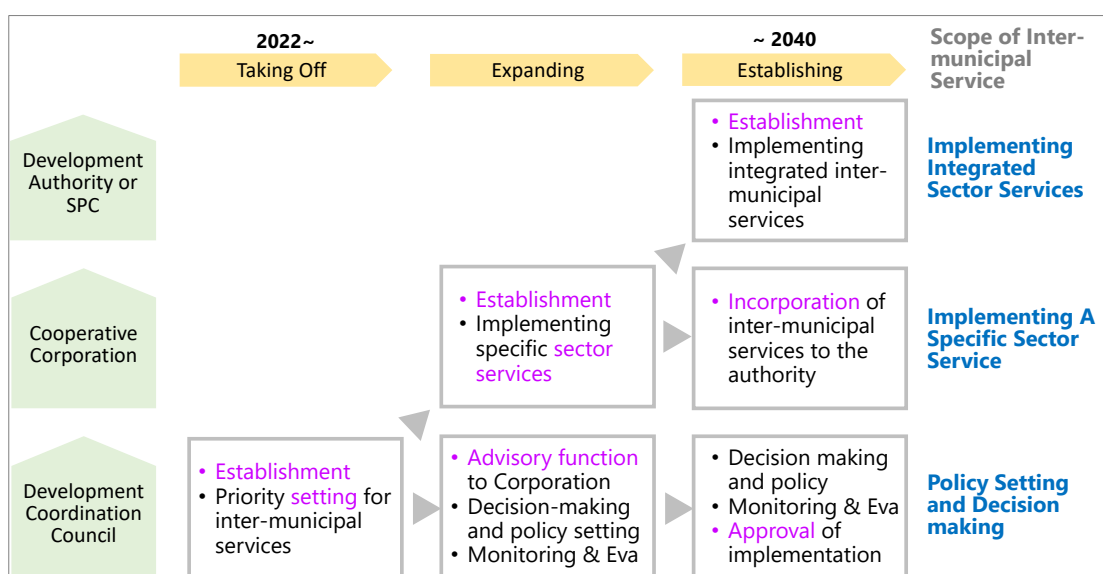 2022~
~ 2040
Scope of Inter-
municipal
Service
Taking Off
Expanding
Establishing
Development
Authority or
SPC
• Establishment
• Implementing
integrated inter-
municipal
services
Implementing
Integrated
Sector Services
Cooperative
Corporation
• Establishment
• Implementing
specific sector
services
• Incorporation of
inter-municipal
services to the
authority
Implementing A
Specific Sector
Service
Development
Coordination
Council
• Establishment
• Priority setting for
inter-municipal
services
• Advisory function
to Corporation
• Decision-making
and policy setting
• Monitoring & Eva
• Decision making
and policy
• Monitoring & Eva
• Approval of
implementation
Policy Setting
and Decision
making